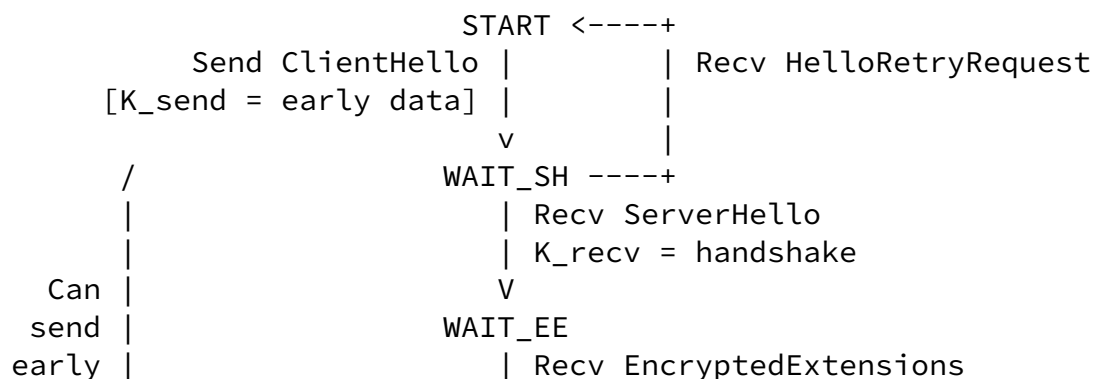 START <----+
               Send ClientHello |        | Recv HelloRetryRequest
          [K_send = early data] |        |
                                v        |
           /                 WAIT_SH ----+
           |                    | Recv ServerHello
           |                    | K_recv = handshake
       Can |                    V
      send |                 WAIT_EE
     early |                    | Recv EncryptedExtensions